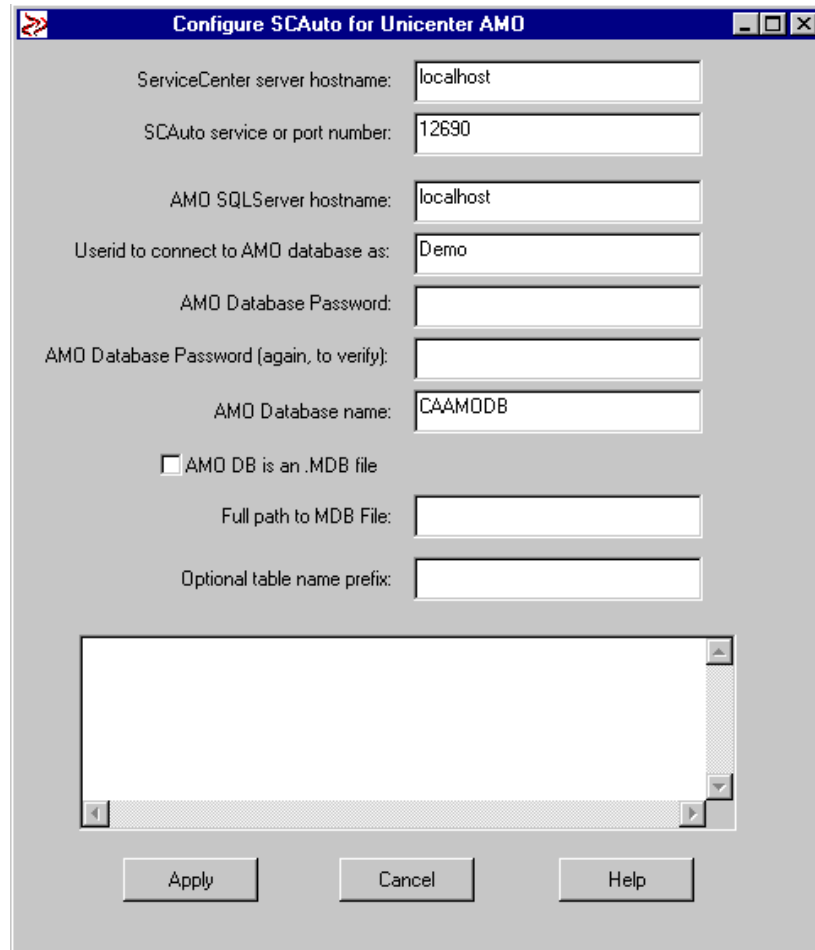 Configure SCAuto for Unicenter AMO
ServiceCenter server hostname: localhost
SCAuto service or port number: 12690
AMO SQLServer hostname: localhost
Userid to connect to AMO database as: Demo
AMO Database Password:
AMO Database Password (again, to verify):
AMO Database name: CAAMODB
AMO DB is an .MDB file
Full path to MDB File:
Optional table name prefix:
Apply Cancel Help